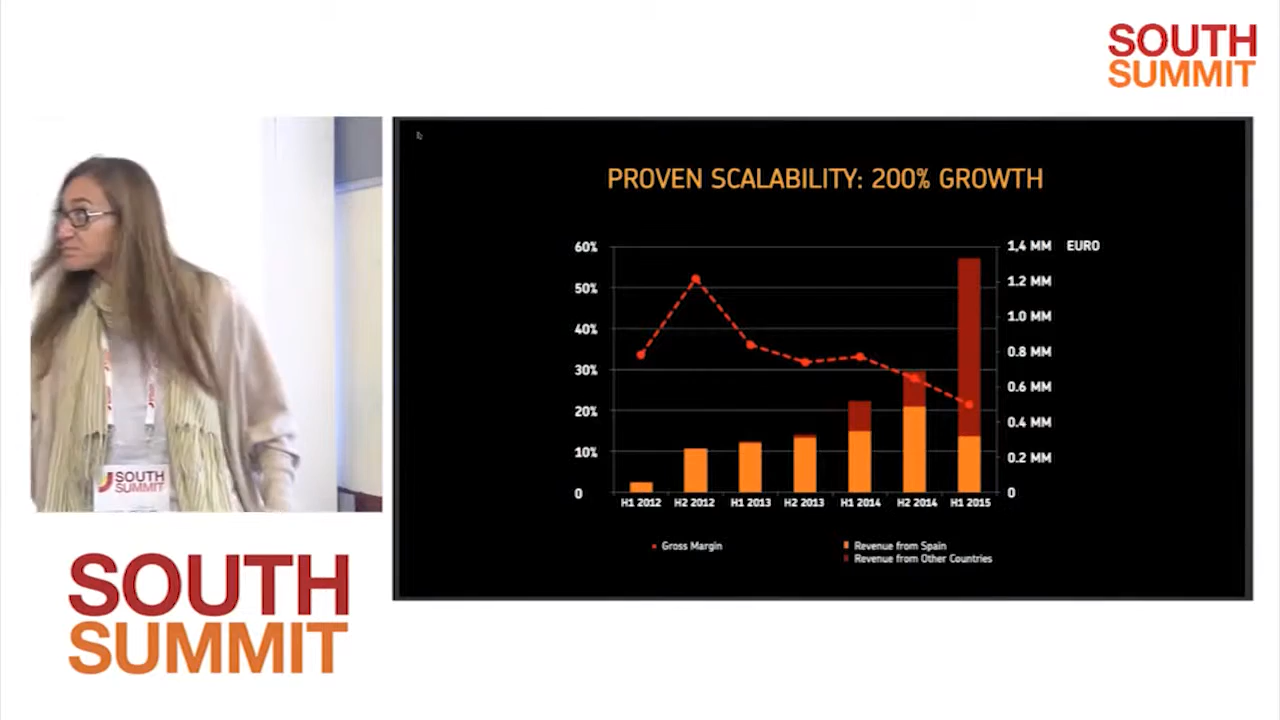 SOUTH
SUMMIT
PROVEN SCALABILITY: 200% GROWTH
60%
50%
40%
30%
20%
10%
0
1,4 MM EURO
1.2 MM
1.0 MM
0.8 MM
0.6 MM
0.4 MM
0.2 MM
0
H1 2012 H2 2012 H1 2013 H2 2013 H1 2014 H2 2014 H1 2015
Gross Margin
Revenue from Spain
Revenue from Other Countries
SOUTH
SUMMIT
SOUTH
SUMMIT